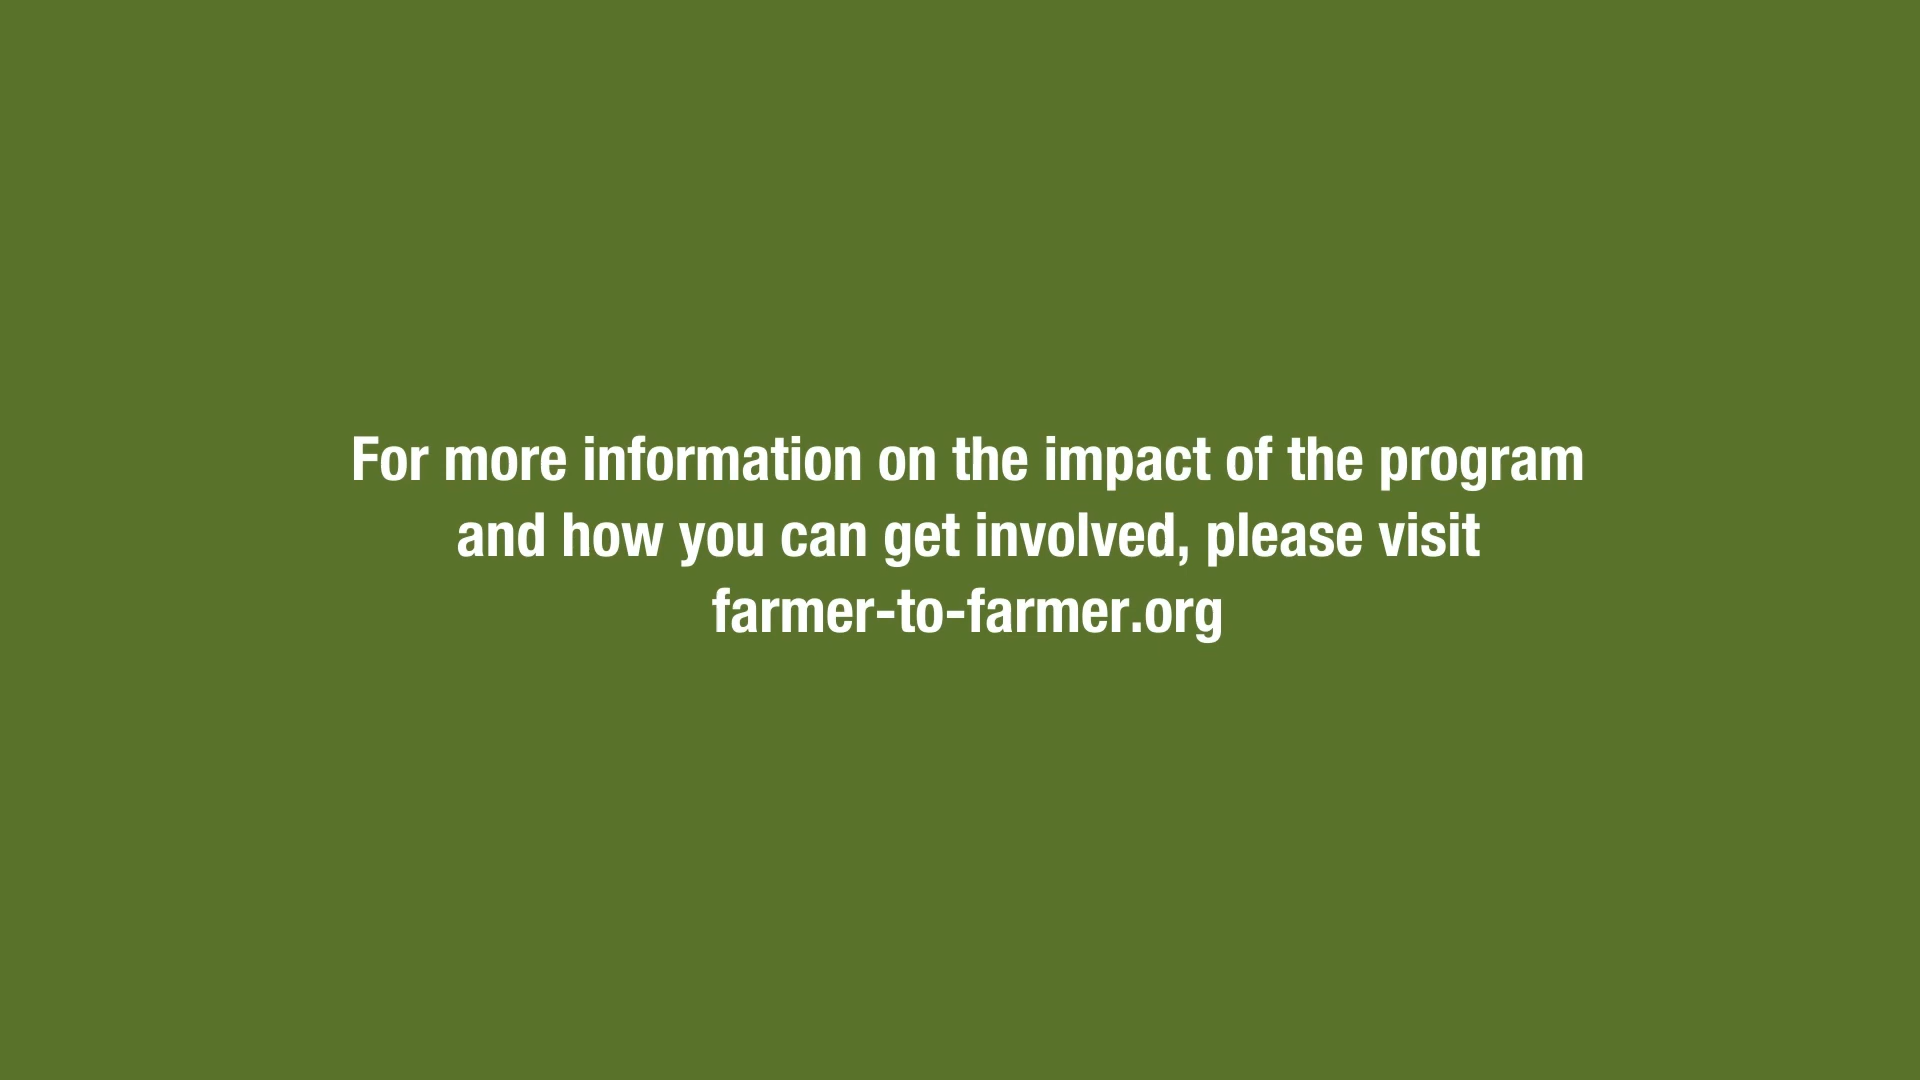 For more information on the impact of the program
and how you can get involved, please visit
farmer-to-farmer.org